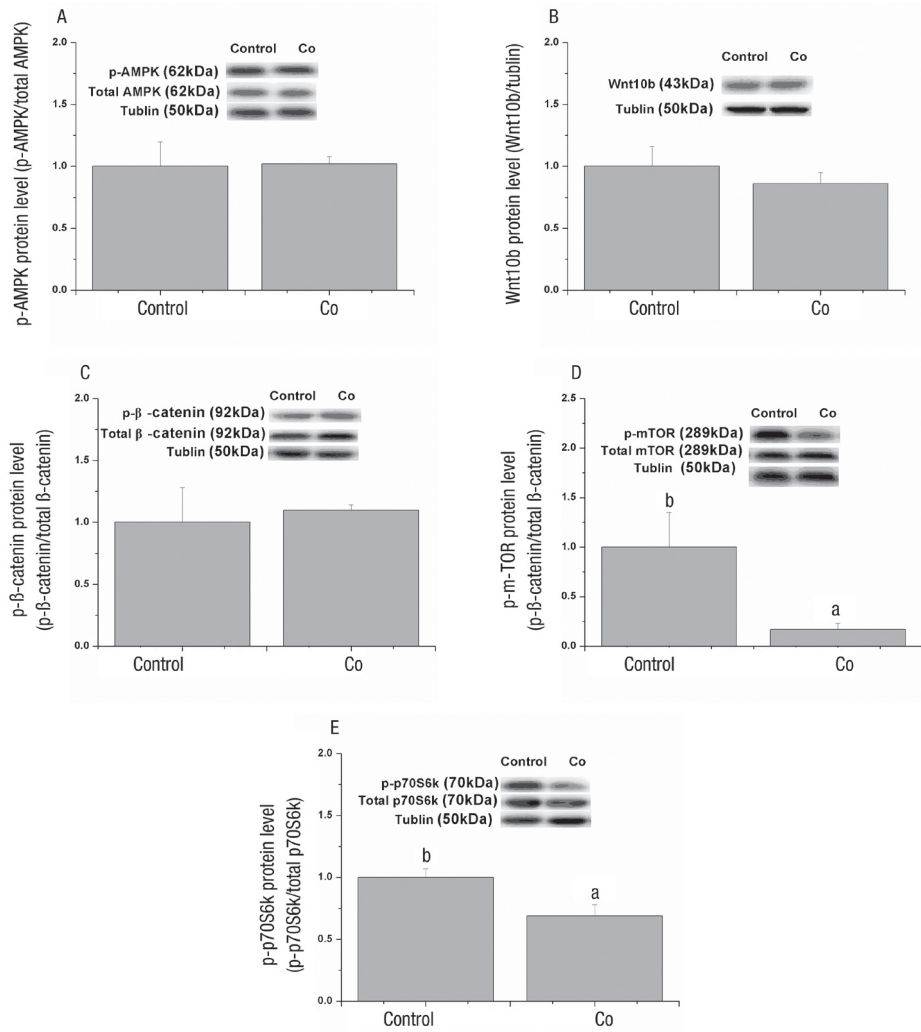 A
p-AMPK protein level (p-AMPK/total AMPK)
2.0
1.5
1.0
0.5
0.0
Control Co
p-AMPK (62kDa)
Total AMPK (62kDa)
Tublin (50kDa)
Control Co
B
Wnt10b protein level (Wnt10b/tublin)
2.0
1.5
1.0
0.5
0.0
Control Co
Wnt10b (43kDa)
Tublin (50kDa)
Control Co
C
p-ß-catenin protein level
(p-ß-catenin/total ß-catenin)
2.0
1.5
1.0
0.5
0.0
Control Co
p-β -catenin (92kDa)
Total β -catenin (92kDa)
Tublin (50kDa)
Control Co
D
p-m-TOR protein level
(p-ß-catenin/total ß-catenin)
2.5
2.0
1.5
1.0
0.5
0.0
Control Co
p-mTOR (289kDa)
Total mTOR (289kDa)
Tublin (50kDa)
b
a
Control Co
E
p-p70S6k protein level
(p-p70S6k/total p70S6k)
2.0
1.5
1.0
0.5
0.0
Control Co
p-p70S6k (70kDa)
Total p70S6k (70kDa)
Tublin (50kDa)
b
a
Control Co